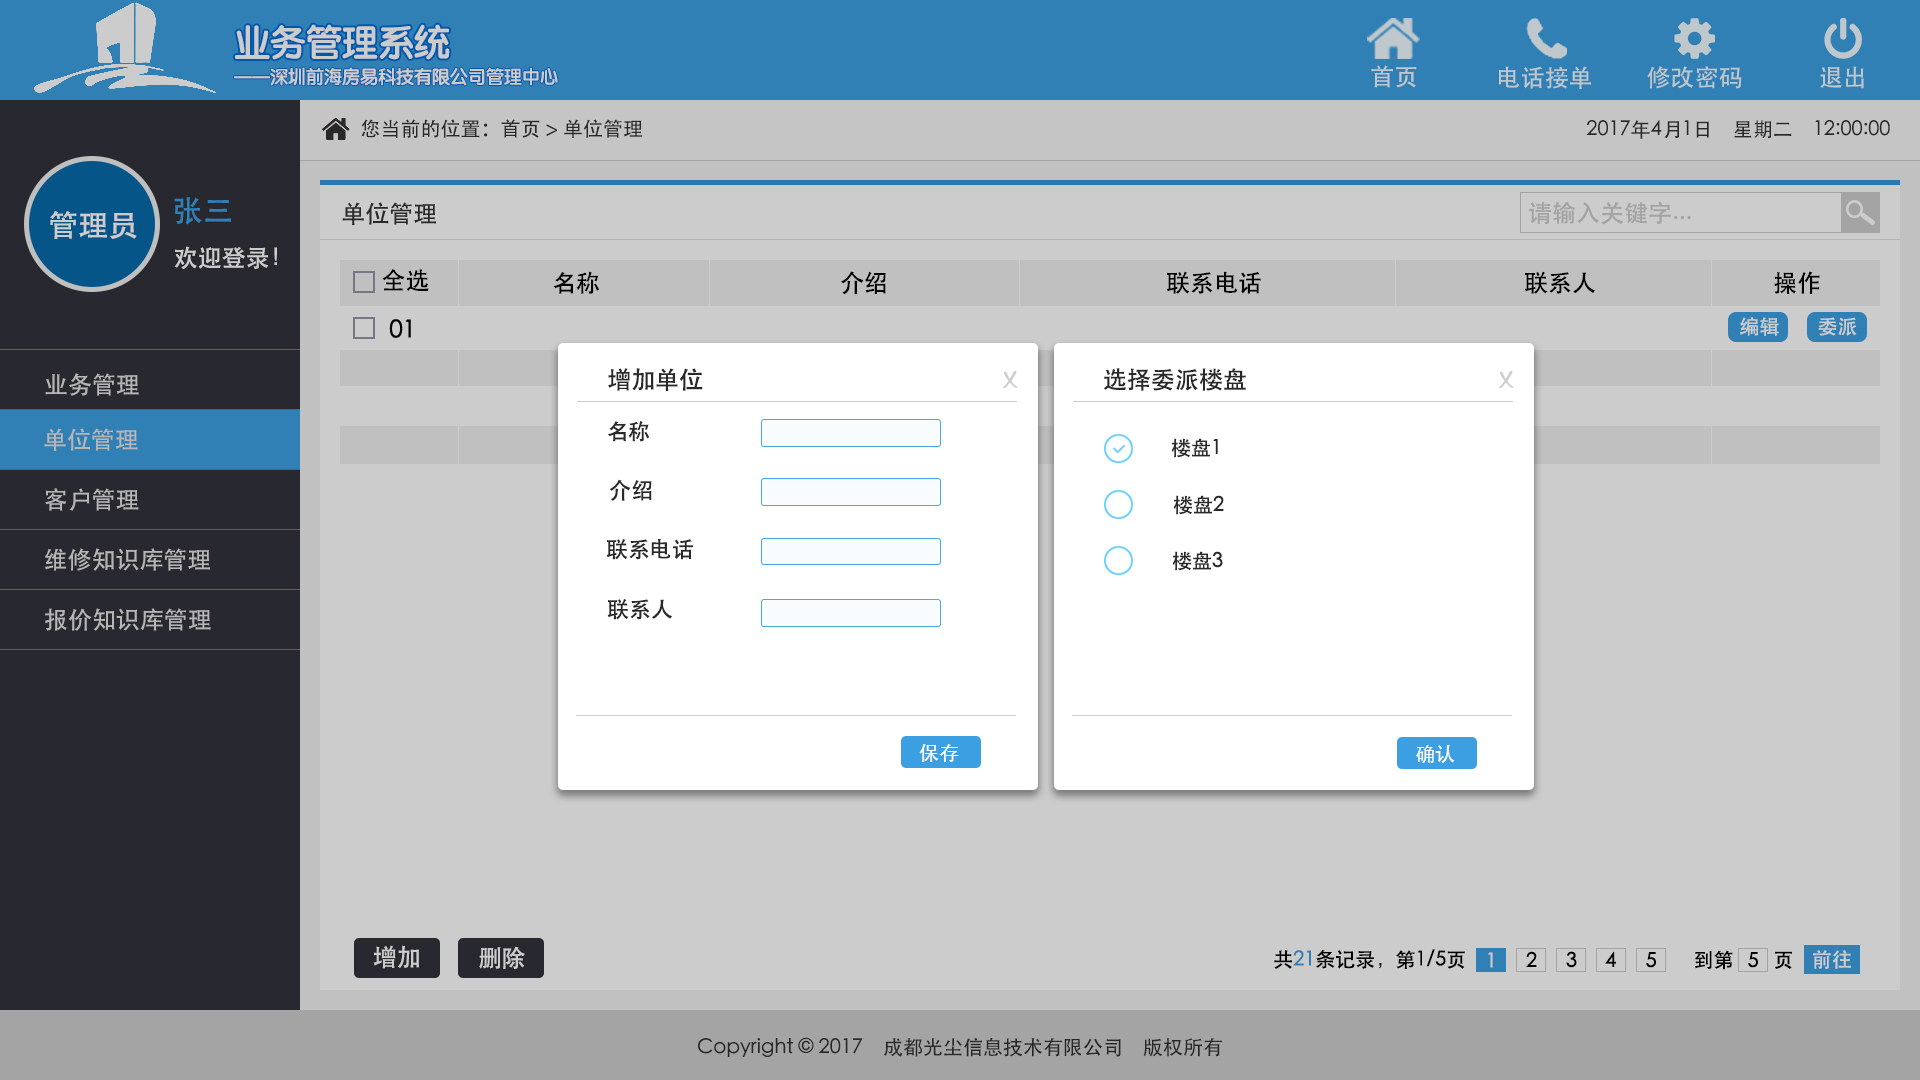 业务管理系统
——深圳前海房易科技有限公司管理中心
首页
电话接单
修改密码
退出
您当前的位置：首页 > 单位管理
2017年4月1日 星期二 12:00:00
管理员
张三
欢迎登录！
业务管理
单位管理
客户管理
维修知识库管理
报价知识库管理
单位管理
请输入关键字...
全选 名称 介绍 联系电话 联系人 操作
01 编辑 委派
增加单位 X
名称
介绍
联系电话
联系人
保存
选择委派楼盘 X
楼盘1
楼盘2
楼盘3
确认
增加 删除
共21条记录，第1/5页 1 2 3 4 5 到第 5 页 前往
Copyright © 2017 成都光尘信息技术有限公司 版权所有